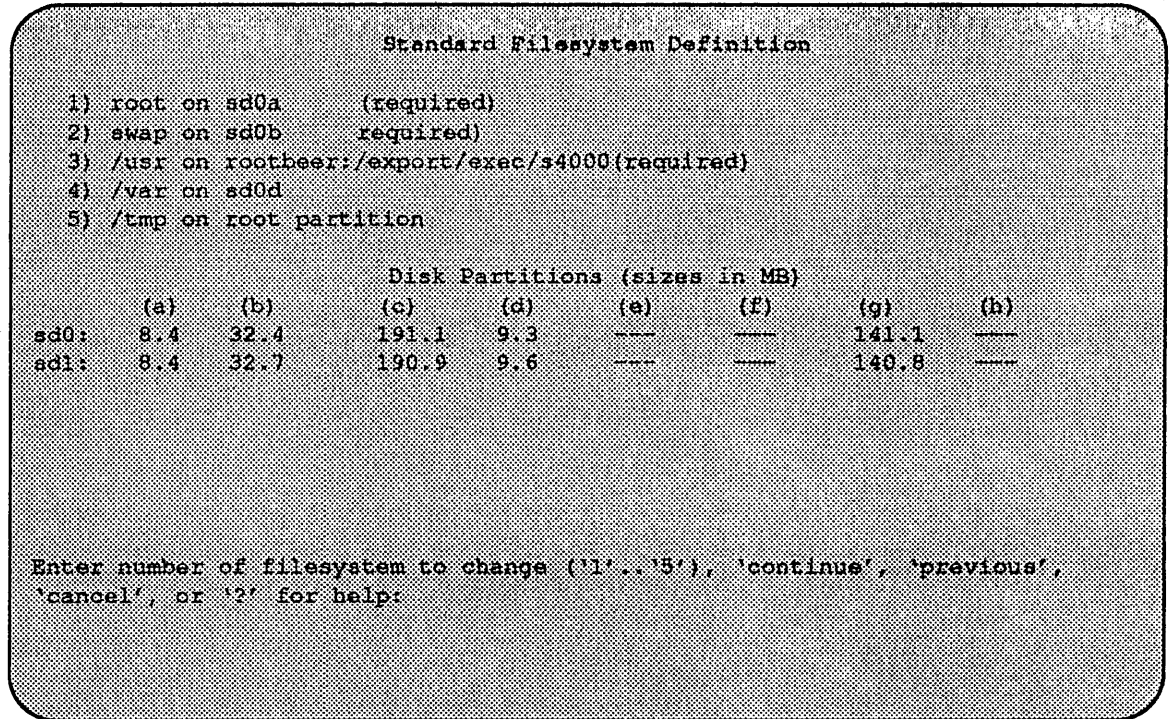 Standard Filesystem Definition
1) root on sd0a (required)
2) swap on sd0b required)
3) /usr on rootbeer:/export/exec/s4000(required)
4) /var on sd0d
5) /tmp on root partition
Disk Partitions (sizes in MB)
(a) (b) (c) (d) (e) (f) (g) (h)
sd0: 8.4 32.4 191.1 9.3 --- --- 141.1 ---
sd1: 8.4 32.7 190.9 9.6 --- --- 140.8 ---
Enter number of filesystem to change ('1'..'5'), 'continue', 'previous',
'cancel', or '?' for help: